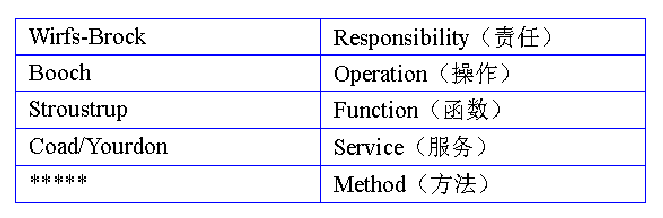 Wirfs-Brock Responsibility（责任）
Booch Operation（操作）
Stroustrup Function（函数）
Coad/Yourdon Service（服务）
***** Method（方法）